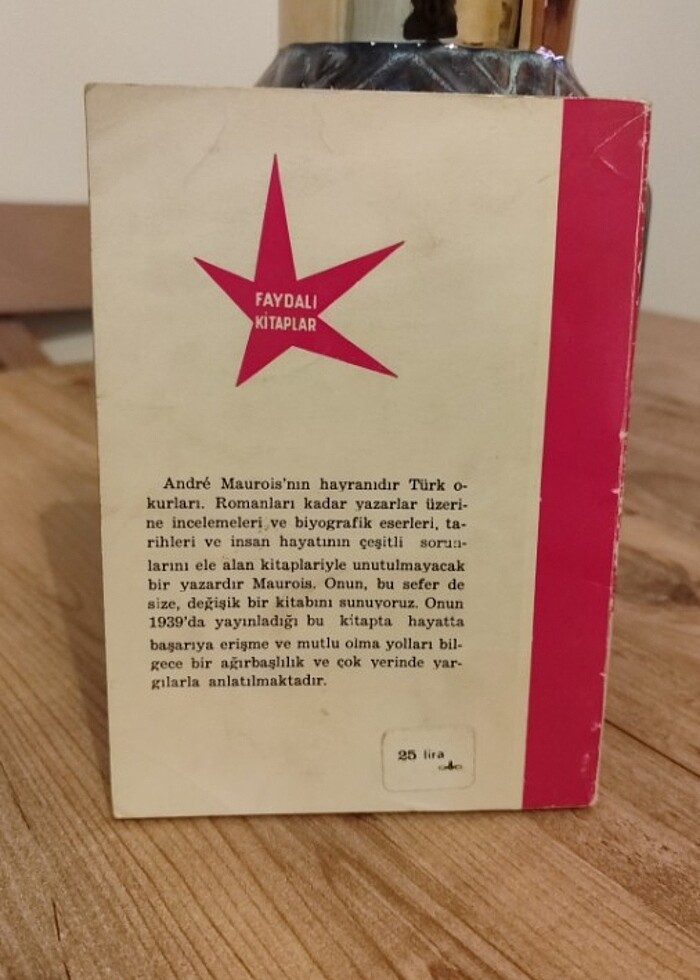 FAYDALI
KİTAPLAR
André Maurois'nın hayranıdır Türk o-
kurları. Romanları kadar yazarlar üzeri-
ne incelemeleri ve biyografik eserleri, ta-
rihleri ve insan hayatının çeşitli sorun-
larını ele alan kitaplariyle unutulmayacak
bir yazardır Maurois. Onun, bu sefer de
size, değişik bir kitabını sunuyoruz. Onun
1939'da yayınladığı bu kitapta hayatta
başarıya erişme ve mutlu olma yolları bil-
gece bir ağırbaşlılık ve çok yerinde yar-
gılarla anlatılmaktadır.
25 lira